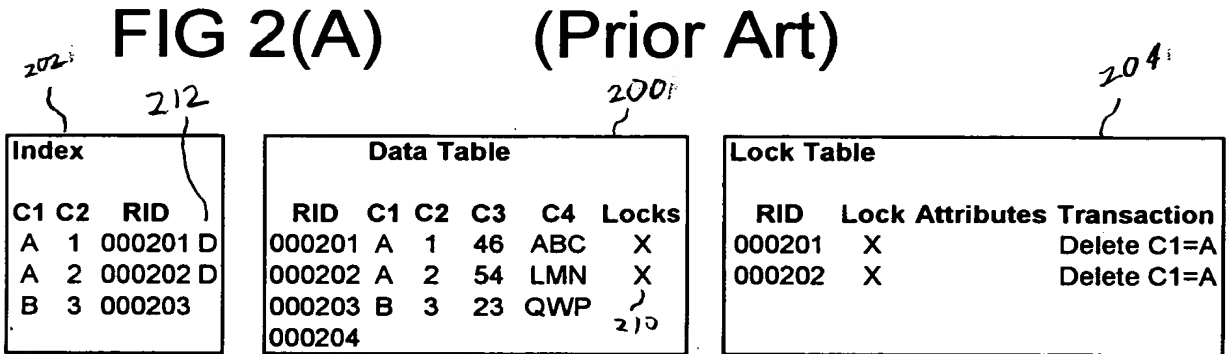 FIG 2(A) (Prior Art)
202
212
200
204
Index
C1 C2 RID
A 1 000201 D
A 2 000202 D
B 3 000203
Data Table
RID C1 C2 C3 C4 Locks
000201 A 1 46 ABC X
000202 A 2 54 LMN X
000203 B 3 23 QWP
210
000204
Lock Table
RID Lock Attributes Transaction
000201 X Delete C1=A
000202 X Delete C1=A